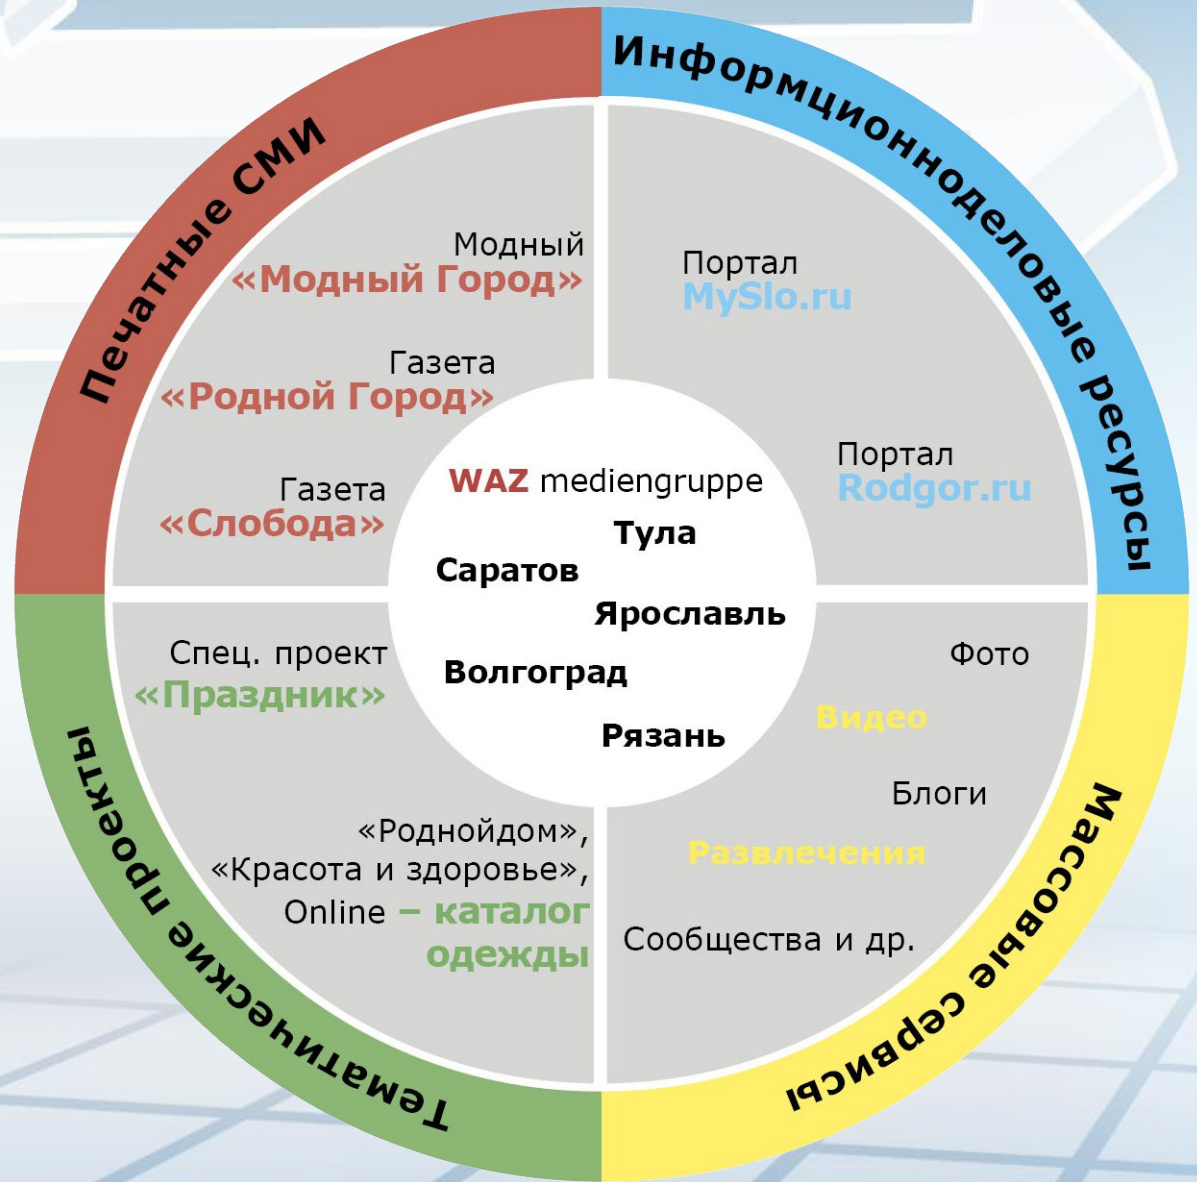 Печатные СМИ
Модный
«Модный Город»
Газета
«Родной Город»
Газета
«Слобода»
Информционноделовые ресурсы
Портал
MySlo.ru
Портал
Rodgor.ru
WAZ mediengruppe
Тула
Саратов
Ярославль
Волгоград
Рязань
Тематические проекты
Спец. проект
«Праздник»
«Роднойдом»,
«Красота и здоровье»,
Online – каталог
одежды
Массовые сервисы
Фото
Видео
Блоги
Развлечения
Сообщества и др.